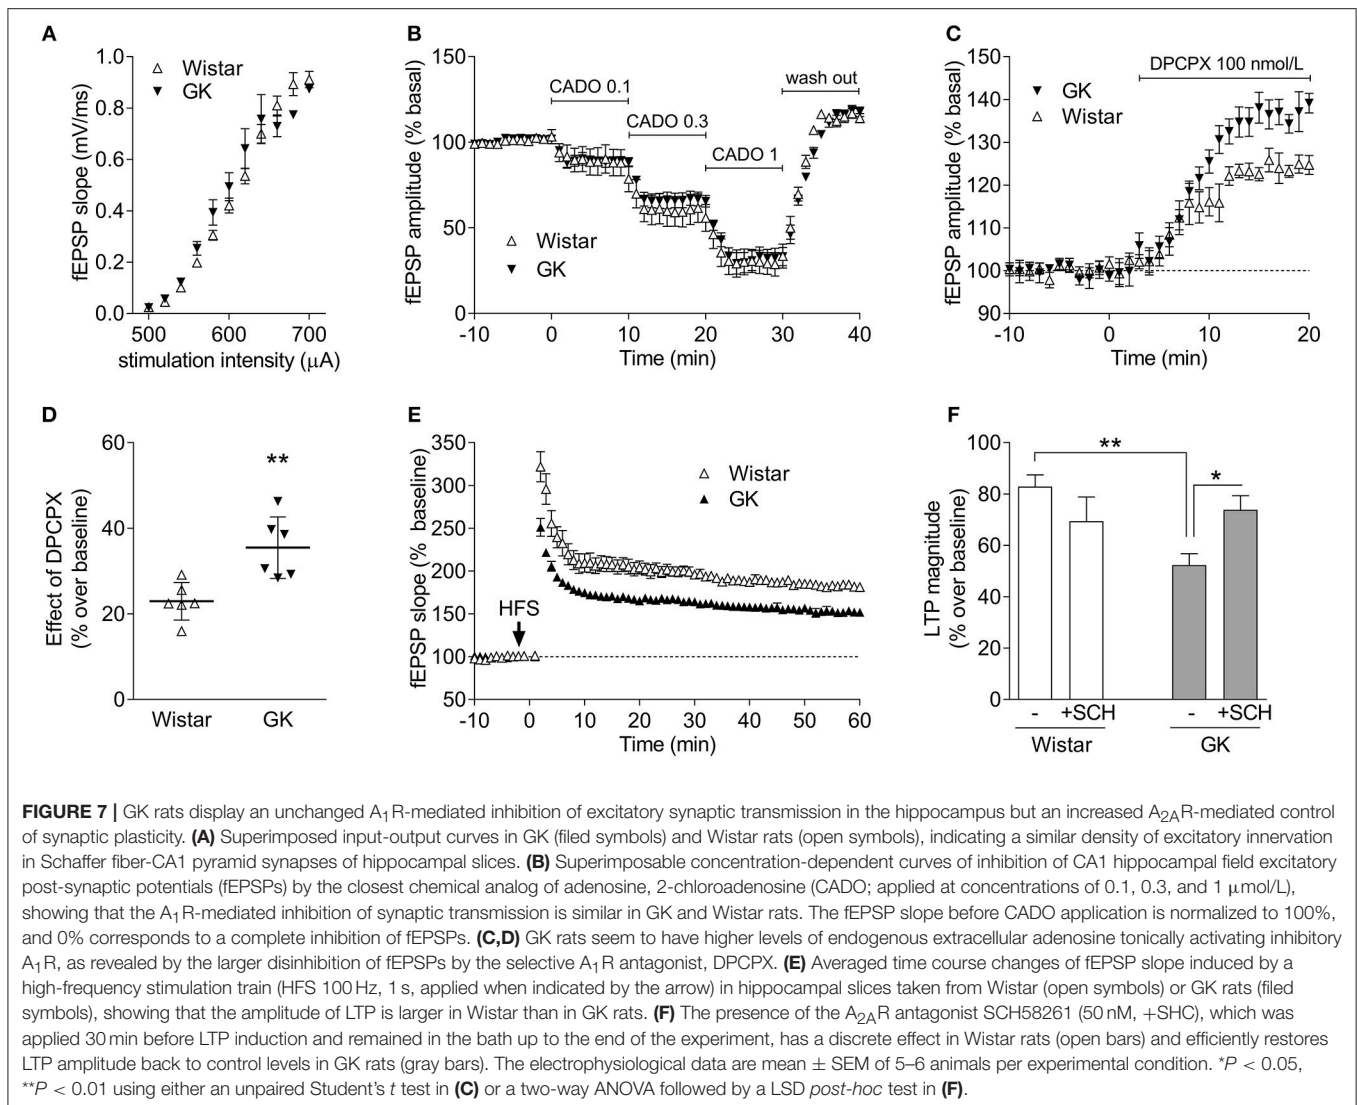 A
1.0
0.8
0.6
0.4
0.2
0.0
fEPSP slope (mV/ms)
Wistar
GK
500
600
700
stimulation intensity (μA)
B
150
100
50
0
fEPSP amplitude (% basal)
CADO 0.1
CADO 0.3
CADO 1
wash out
Wistar
GK
-10
0
10
20
30
40
Time (min)
C
150
140
130
120
110
100
90
fEPSP amplitude (% basal)
DPCPX 100 nmol/L
GK
Wistar
-10
0
10
20
Time (min)
D
60
40
20
0
Effect of DPCPX
(% over baseline)
**
Wistar
GK
E
350
300
250
200
150
100
50
fEPSP slope (% baseline)
Wistar
GK
HFS
-10
0
10
20
30
40
50
60
Time (min)
F
100
80
60
40
20
0
LTP magnitude
(% over baseline)
**
*
-
+SCH
-
+SCH
Wistar
GK
FIGURE 7 | GK rats display an unchanged A1R-mediated inhibition of excitatory synaptic transmission in the hippocampus but an increased A2AR-mediated control
of synaptic plasticity. (A) Superimposed input-output curves in GK (filed symbols) and Wistar rats (open symbols), indicating a similar density of excitatory innervation
in Schaffer fiber-CA1 pyramid synapses of hippocampal slices. (B) Superimposable concentration-dependent curves of inhibition of CA1 hippocampal field excitatory
post-synaptic potentials (fEPSPs) by the closest chemical analog of adenosine, 2-chloroadenosine (CADO; applied at concentrations of 0.1, 0.3, and 1 μmol/L),
showing that the A1R-mediated inhibition of synaptic transmission is similar in GK and Wistar rats. The fEPSP slope before CADO application is normalized to 100%,
and 0% corresponds to a complete inhibition of fEPSPs. (C,D) GK rats seem to have higher levels of endogenous extracellular adenosine tonically activating inhibitory
A1R, as revealed by the larger disinhibition of fEPSPs by the selective A1R antagonist, DPCPX. (E) Averaged time course changes of fEPSP slope induced by a
high-frequency stimulation train (HFS 100 Hz, 1 s, applied when indicated by the arrow) in hippocampal slices taken from Wistar (open symbols) or GK rats (filed
symbols), showing that the amplitude of LTP is larger in Wistar than in GK rats. (F) The presence of the A2AR antagonist SCH58261 (50 nM, +SHC), which was
applied 30 min before LTP induction and remained in the bath up to the end of the experiment, has a discrete effect in Wistar rats (open bars) and efficiently restores
LTP amplitude back to control levels in GK rats (gray bars). The electrophysiological data are mean ± SEM of 5–6 animals per experimental condition. *P < 0.05,
**P < 0.01 using either an unpaired Student's t test in (C) or a two-way ANOVA followed by a LSD post-hoc test in (F).